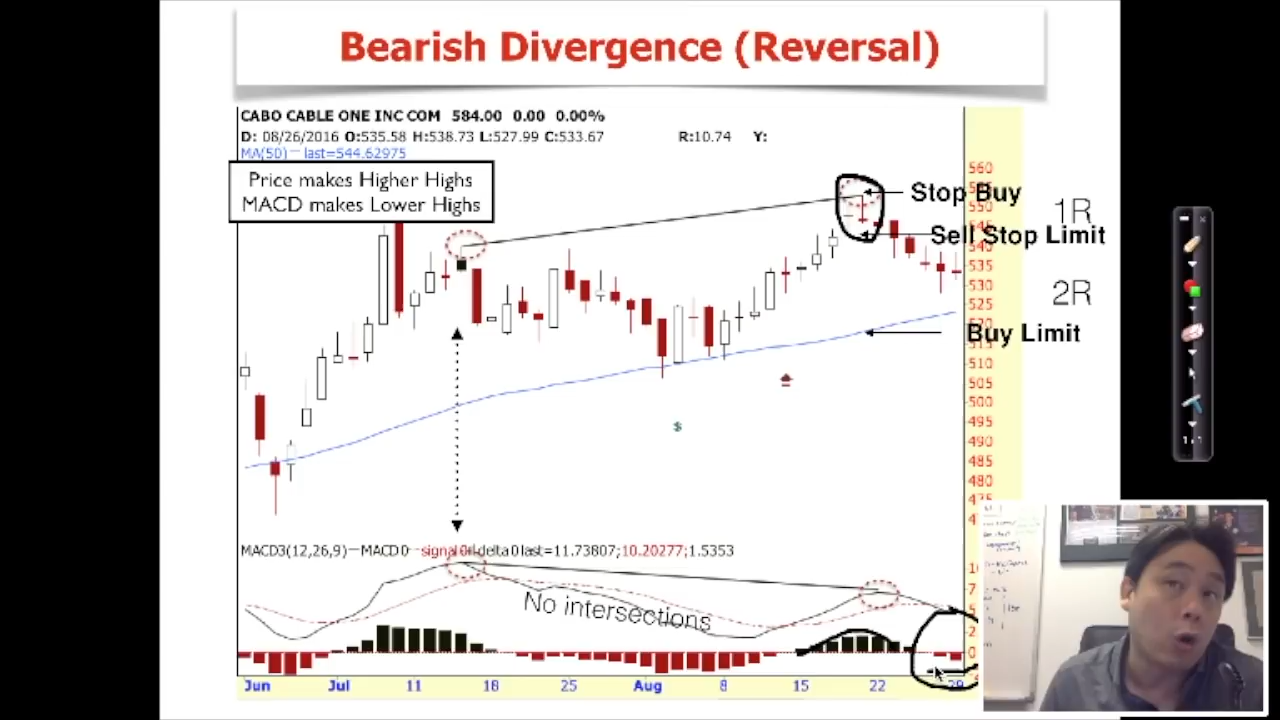 Bearish Divergence (Reversal)
CABO CABLE ONE INC COM 584.00 0.00 0.00%
D: 08/26/2016 O:535.58 H:538.73 L:527.99 C:533.67 R:10.74 Y:
MA(50) — last=544.62975
Price makes Higher Highs
MACD makes Lower Highs
560
550
Stop Buy
1R
Sell Stop Limit
540
535
530
2R
525
Buy Limit
515
510
505
500
495
490
485
480
$
MACD3(12,26,9)—MACD0 delta0last=11.73807;10.20277;1.5353
No intersections
Jun Jul 11 18 25 Aug 8 15 22 29